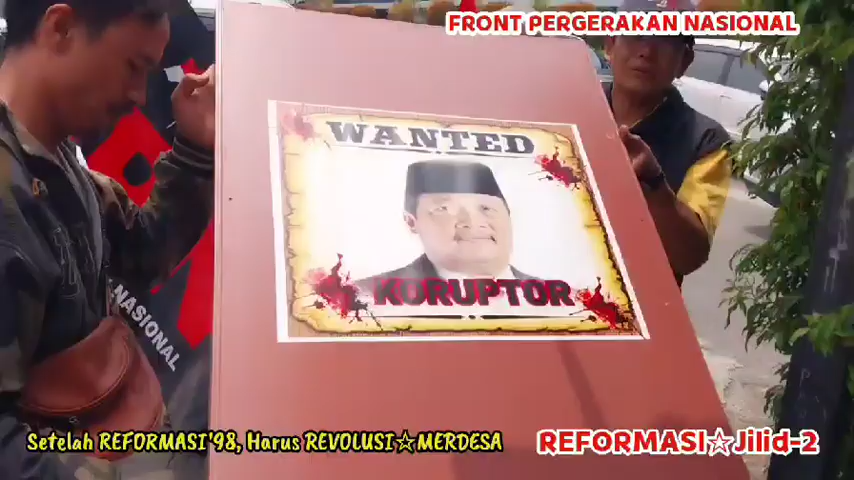 FRONT PERGERAKAN NASIONAL
WANTED
KORUPTOR
NASIONAL
Setelah REFORMASI'98, Harus REVOLUSI☆MERDESA
REFORMASI☆Jilid-2